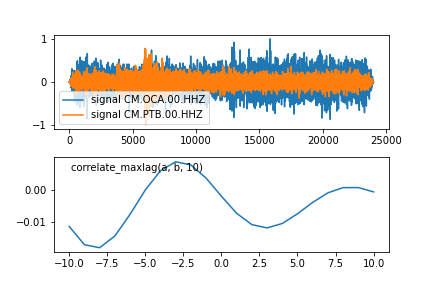 1
0
−1
signal CM.OCA.00.HHZ
signal CM.PTB.00.HHZ
0 5000 10000 15000 20000 25000
correlate_maxlag(a, b, 10)
0.00
−0.01
−10.0 −7.5 −5.0 −2.5 0.0 2.5 5.0 7.5 10.0